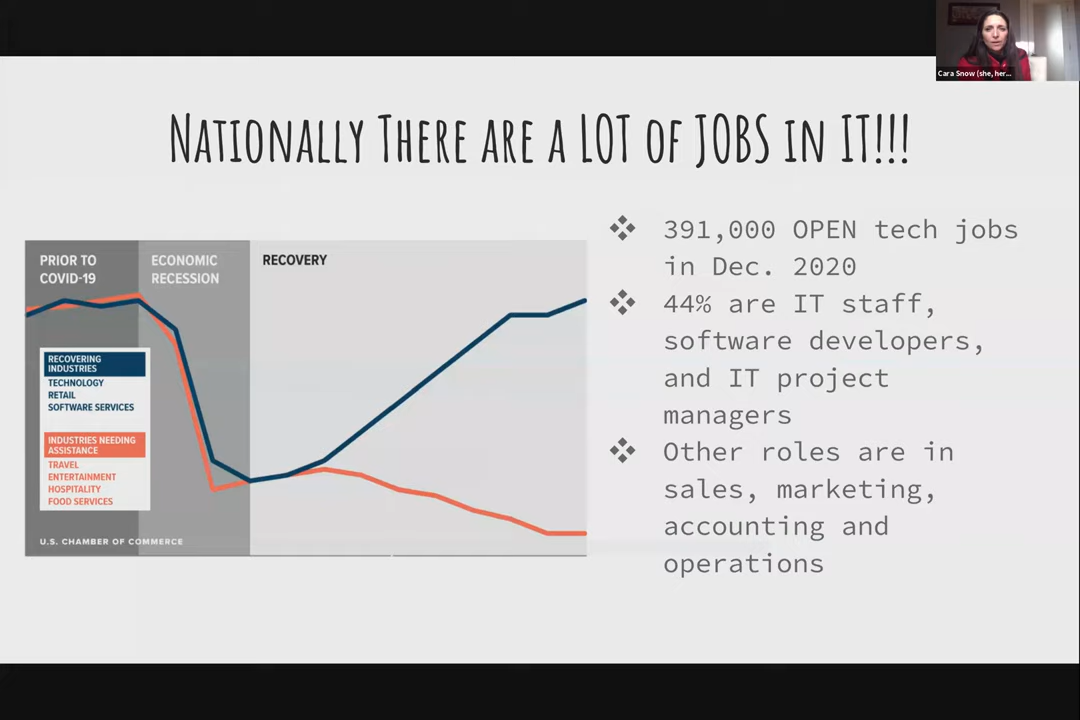 Cara Snow (she, her...
NATIONALLY THERE ARE A LOT OF JOBS IN IT!!!
PRIOR TO
COVID-19
ECONOMIC
RECESSION
RECOVERY
RECOVERING
INDUSTRIES
TECHNOLOGY
RETAIL
SOFTWARE SERVICES
INDUSTRIES NEEDING
ASSISTANCE
TRAVEL
ENTERTAINMENT
HOSPITALITY
FOOD SERVICES
U.S. CHAMBER OF COMMERCE
391,000 OPEN tech jobs
in Dec. 2020
44% are IT staff,
software developers,
and IT project
managers
Other roles are in
sales, marketing,
accounting and
operations